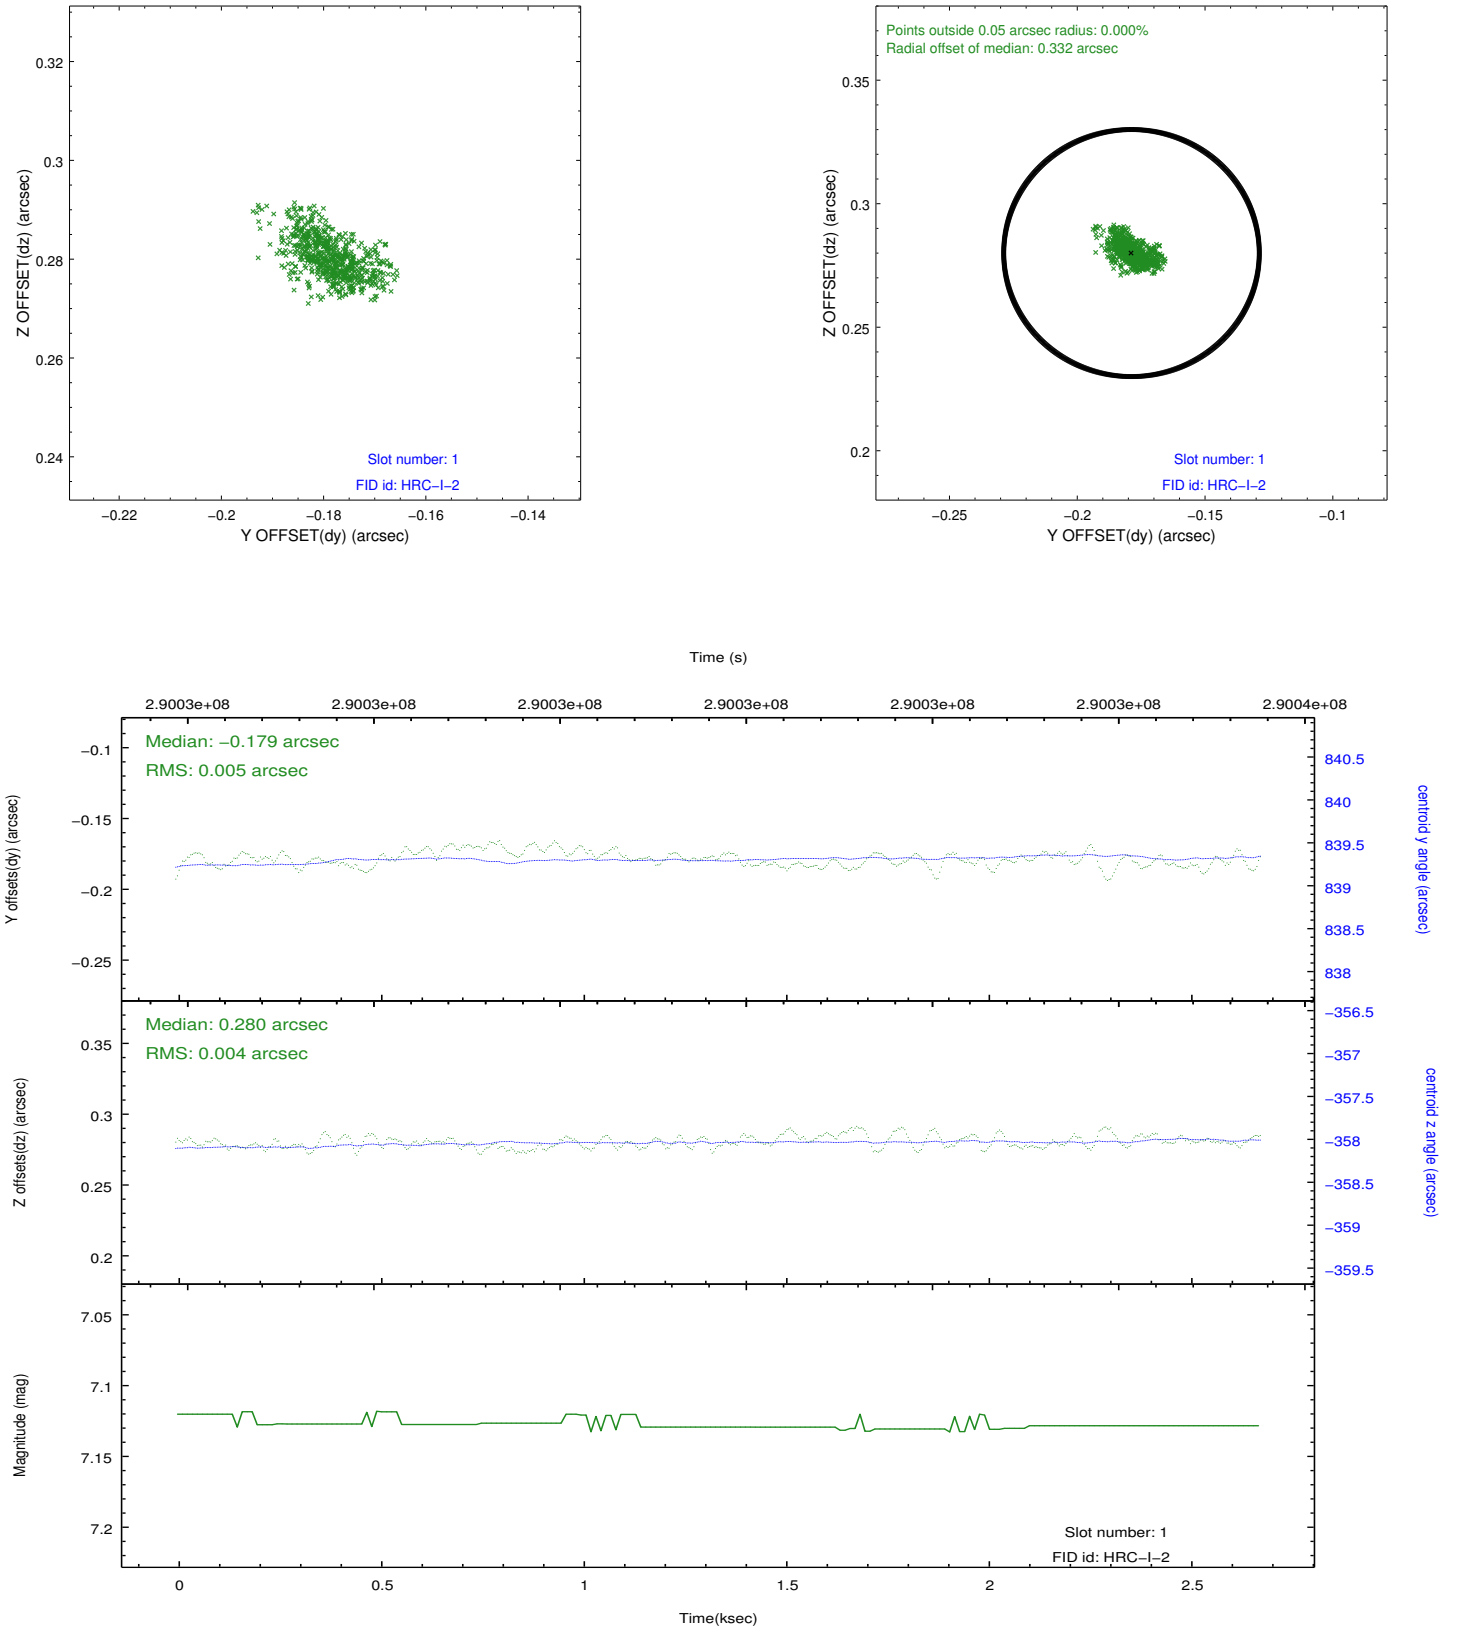 0.32
0.3
0.28
0.26
0.24
Z OFFSET(dz) (arcsec)
Slot number: 1
FID id: HRC−I−2
−0.22 −0.2 −0.18 −0.16 −0.14
Y OFFSET(dy) (arcsec)
Points outside 0.05 arcsec radius: 0.000%
Radial offset of median: 0.332 arcsec
0.35
0.3
0.25
0.2
Z OFFSET(dz) (arcsec)
Slot number: 1
FID id: HRC−I−2
−0.25 −0.2 −0.15 −0.1
Y OFFSET(dy) (arcsec)
Time (s)
2.9003e+08 2.9003e+08 2.9003e+08 2.9003e+08 2.9003e+08 2.9003e+08 2.9004e+08
Median: −0.179 arcsec
RMS: 0.005 arcsec
−0.1
−0.15
−0.2
−0.25
Y offsets(dy) (arcsec)
840.5
840
839.5
839
838.5
838
centroid y angle (arcsec)
Median: 0.280 arcsec
RMS: 0.004 arcsec
0.35
0.3
0.25
0.2
Z offsets(dz) (arcsec)
−356.5
−357
−357.5
−358
−358.5
−359
−359.5
centroid z angle (arcsec)
7.05
7.1
7.15
7.2
Magnitude (mag)
Slot number: 1
FID id: HRC−I−2
0 0.5 1 1.5 2 2.5
Time(ksec)